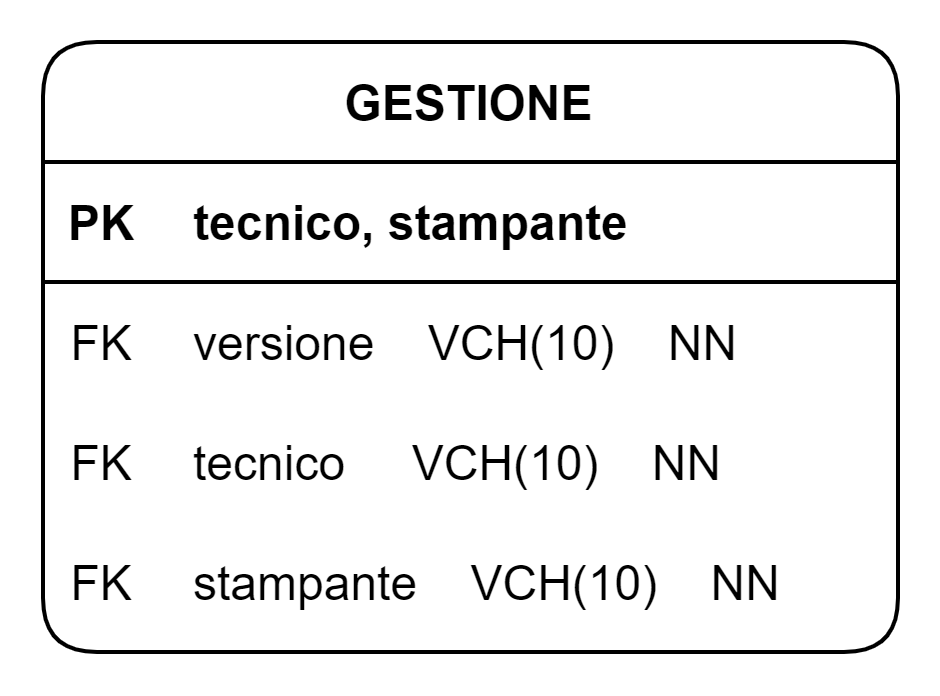 GESTIONE
PK tecnico, stampante
FK versione VCH(10) NN
FK tecnico VCH(10) NN
FK stampante VCH(10) NN